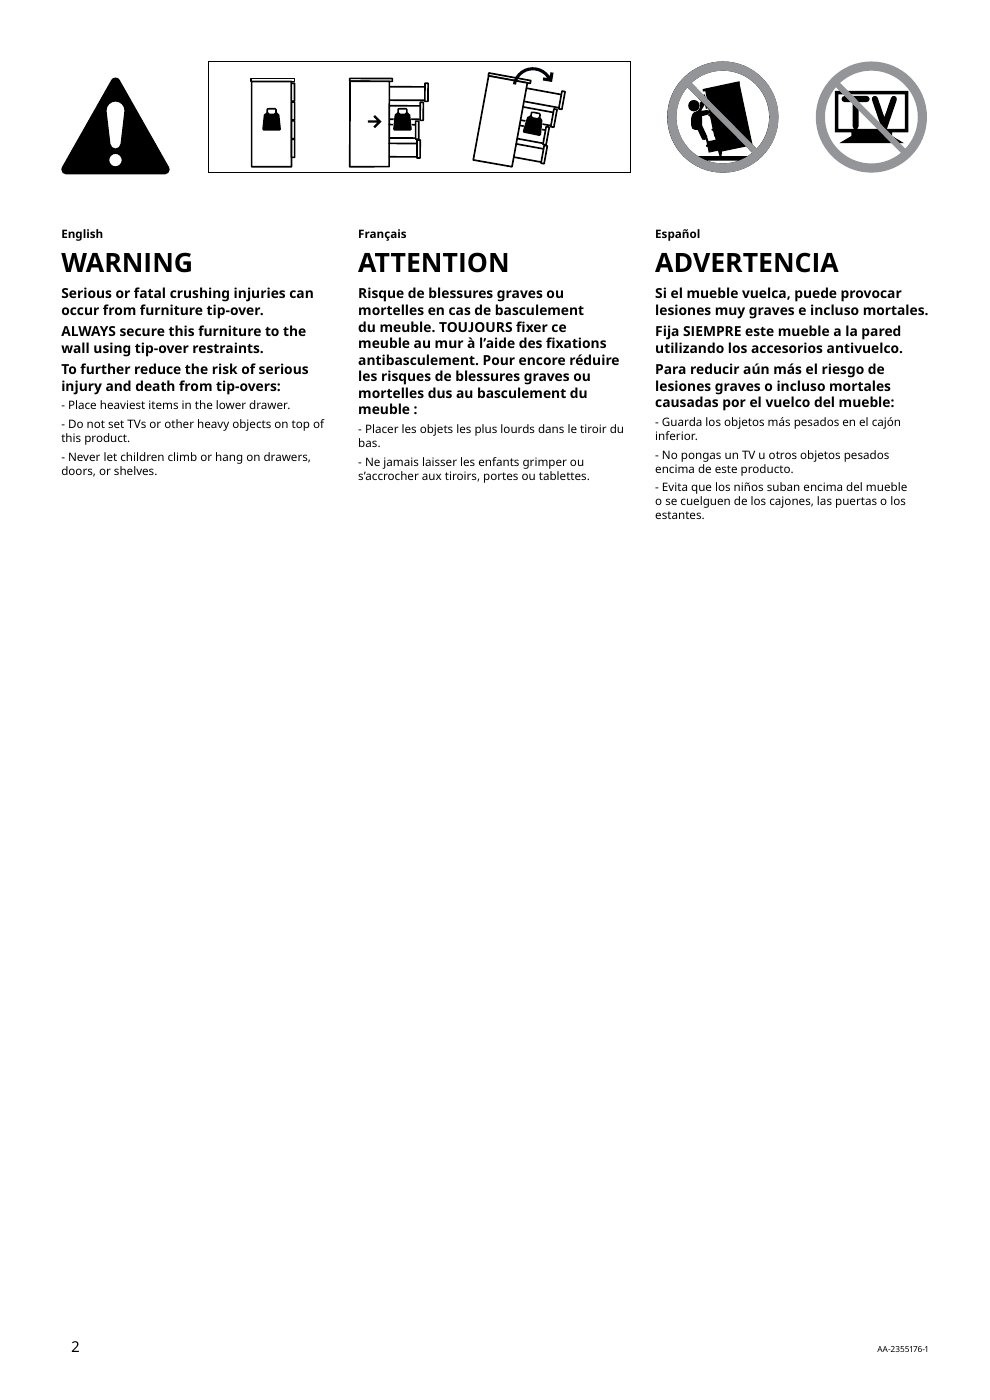 TV
English
WARNING
Serious or fatal crushing injuries can
occur from furniture tip-over.
ALWAYS secure this furniture to the
wall using tip-over restraints.
To further reduce the risk of serious
injury and death from tip-overs:
- Place heaviest items in the lower drawer.
- Do not set TVs or other heavy objects on top of
this product.
- Never let children climb or hang on drawers,
doors, or shelves.
Français
ATTENTION
Risque de blessures graves ou
mortelles en cas de basculement
du meuble. TOUJOURS fixer ce
meuble au mur à l’aide des fixations
antibasculement. Pour encore réduire
les risques de blessures graves ou
mortelles dus au basculement du
meuble :
- Placer les objets les plus lourds dans le tiroir du
bas.
- Ne jamais laisser les enfants grimper ou
s’accrocher aux tiroirs, portes ou tablettes.
Español
ADVERTENCIA
Si el mueble vuelca, puede provocar
lesiones muy graves e incluso mortales.
Fija SIEMPRE este mueble a la pared
utilizando los accesorios antivuelco.
Para reducir aún más el riesgo de
lesiones graves o incluso mortales
causadas por el vuelco del mueble:
- Guarda los objetos más pesados en el cajón
inferior.
- No pongas un TV u otros objetos pesados
encima de este producto.
- Evita que los niños suban encima del mueble
o se cuelguen de los cajones, las puertas o los
estantes.
2
AA-2355176-1